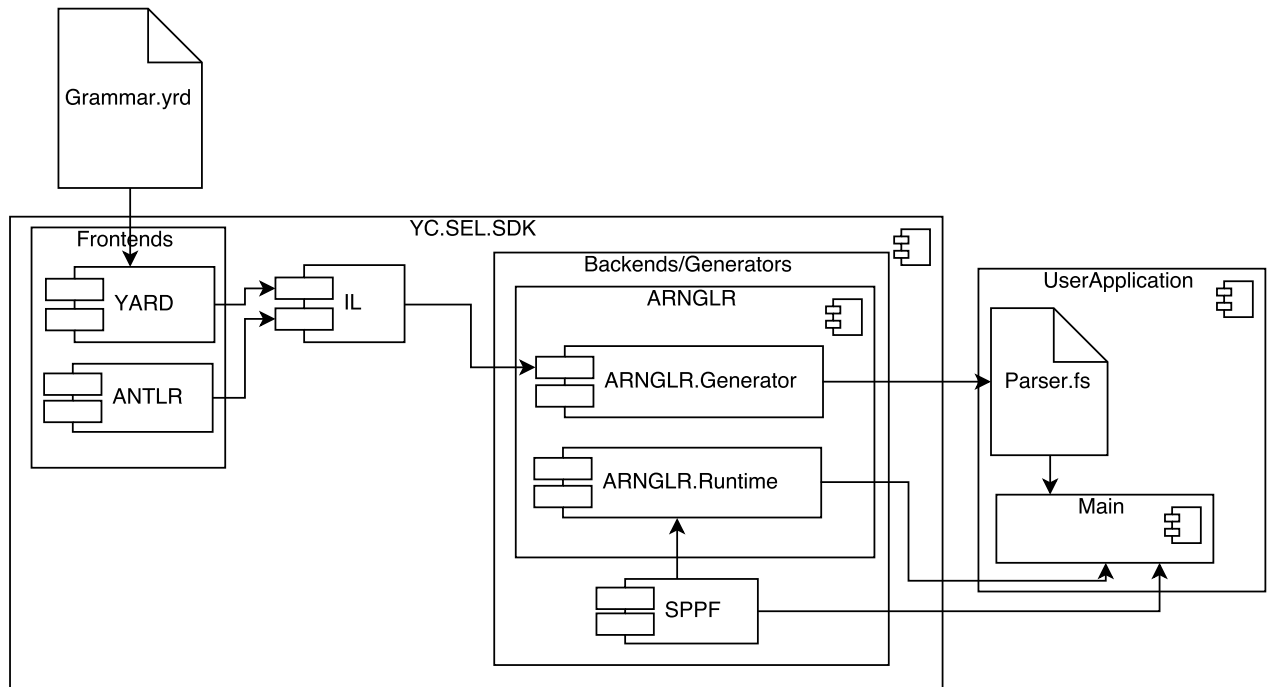 Grammar.yrd
YC.SEL.SDK
Frontends
YARD
ANTLR
IL
Backends/Generators
ARNGLR
ARNGLR.Generator
ARNGLR.Runtime
SPPF
UserApplication
Parser.fs
Main